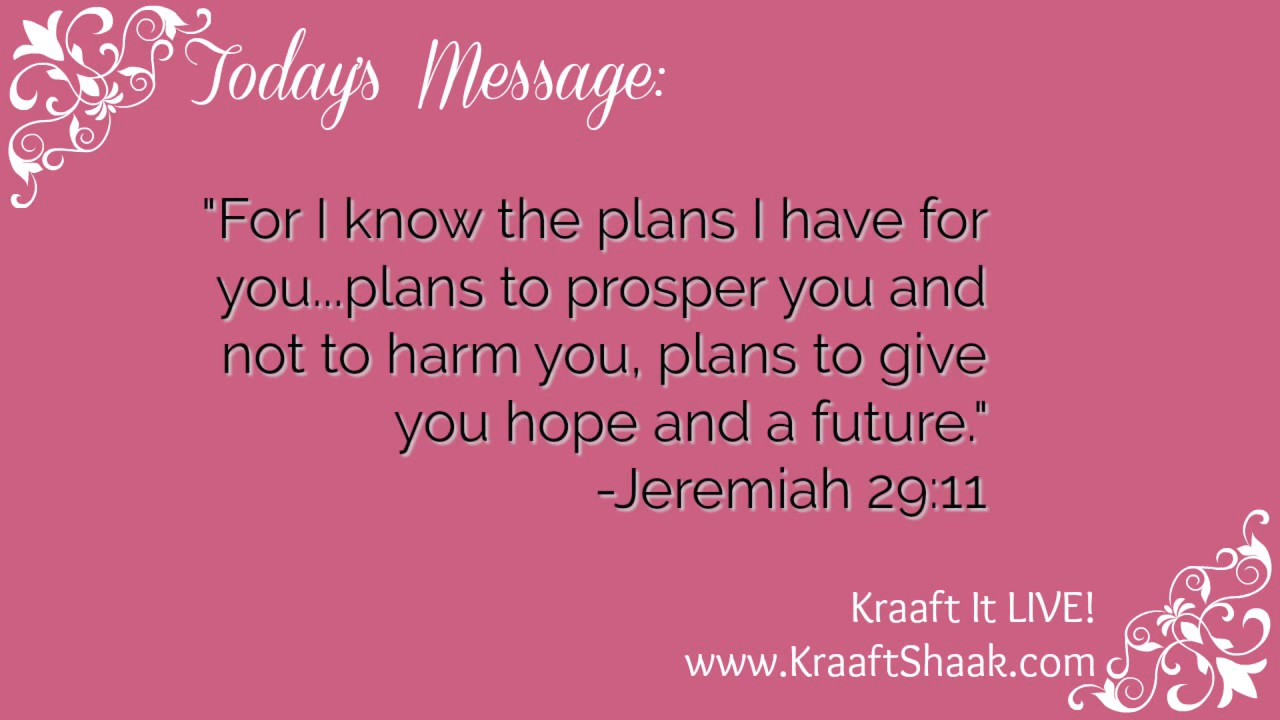 Today's Message:
"For I know the plans I have for
you...plans to prosper you and
not to harm you, plans to give
you hope and a future."
-Jeremiah 29:11
Kraaft It LIVE!
www.KraaftShaak.com